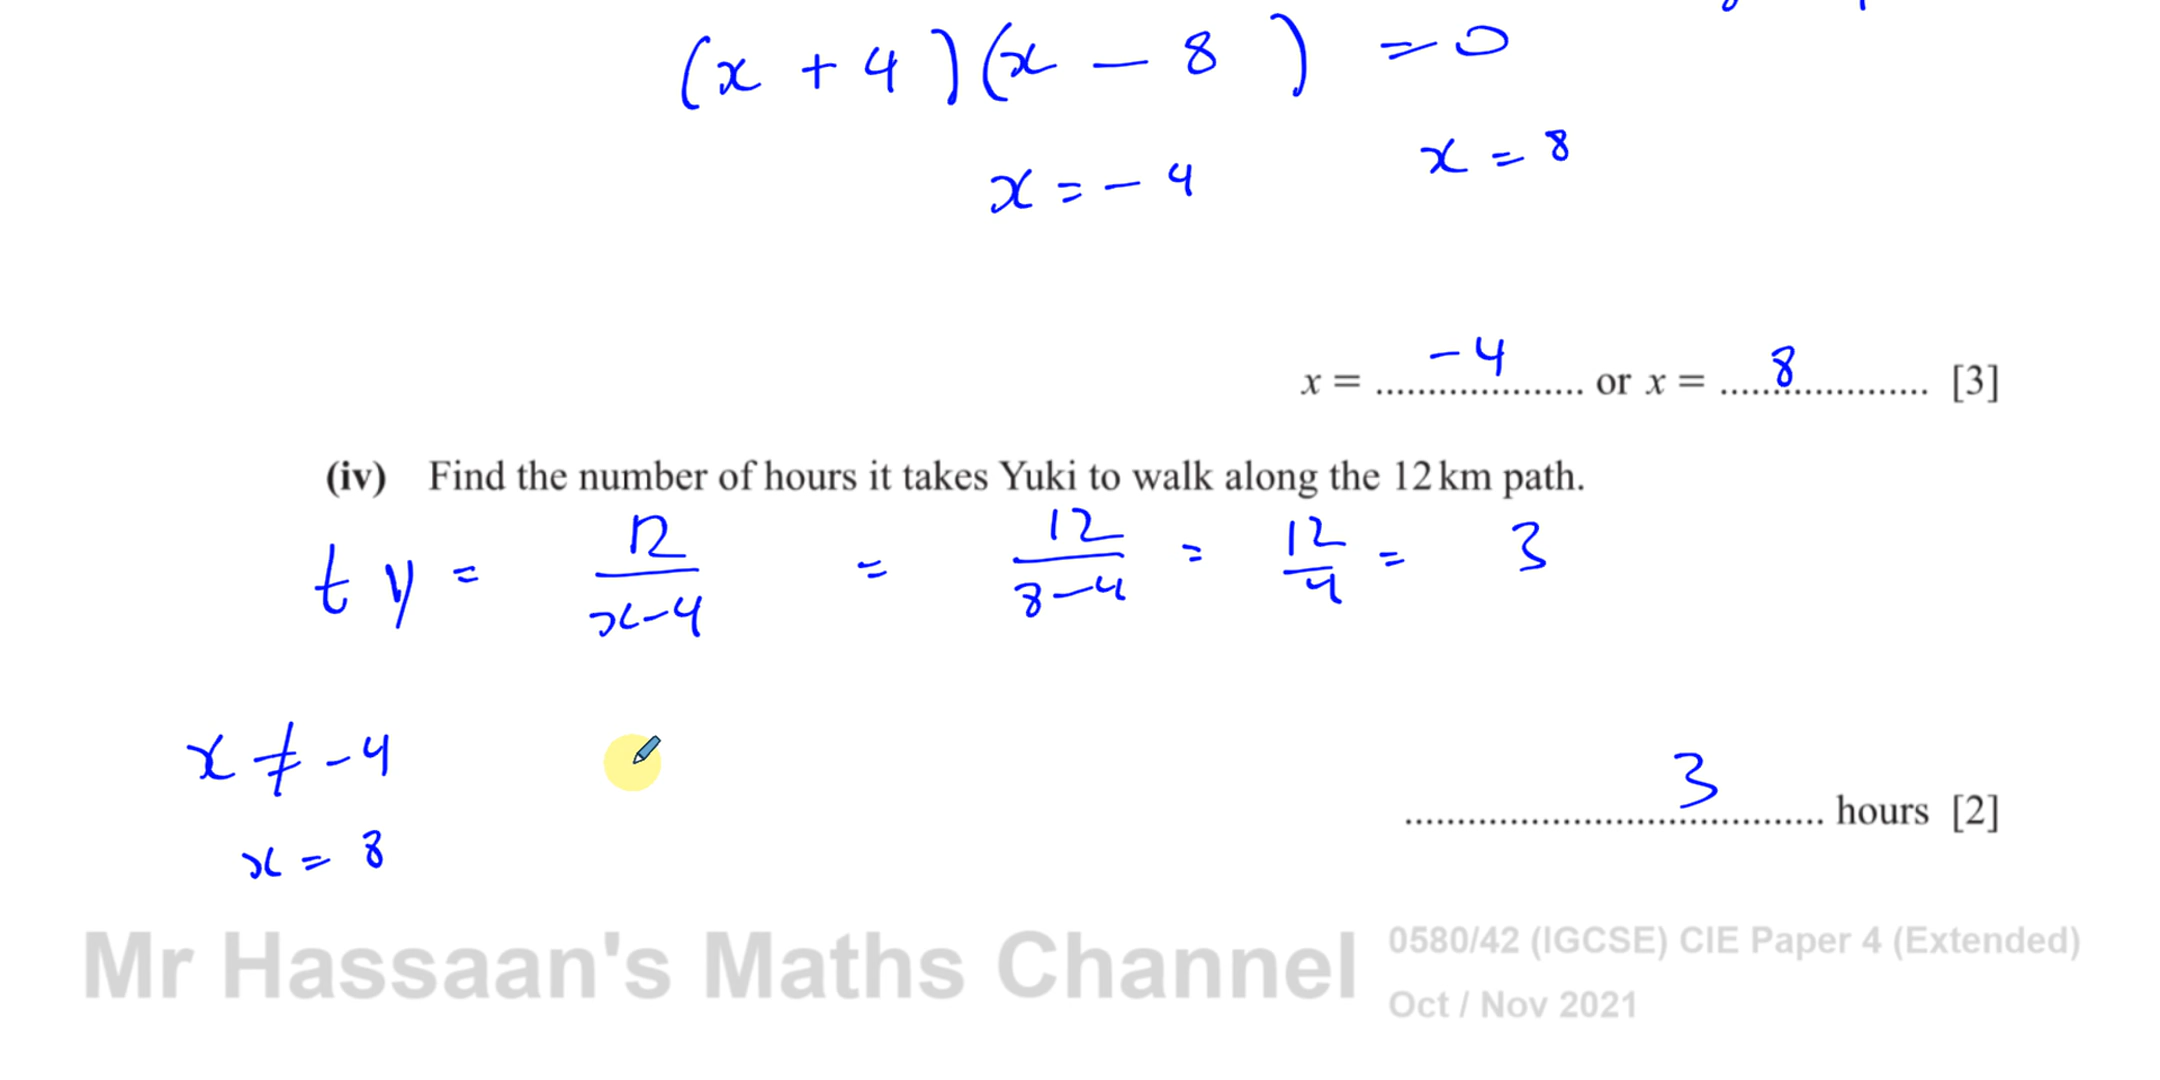 (x + 4)(x - 8) = 0
x = - 4 x = 8
x = -4 or x = 8 [3]
(iv) Find the number of hours it takes Yuki to walk along the 12 km path.
t y = 12/(x-4) = 12/(8-4) = 12/4 = 3
x ≠ -4
3 hours [2]
x = 8
Mr Hassaan's Maths Channel
0580/42 (IGCSE) CIE Paper 4 (Extended)
Oct / Nov 2021